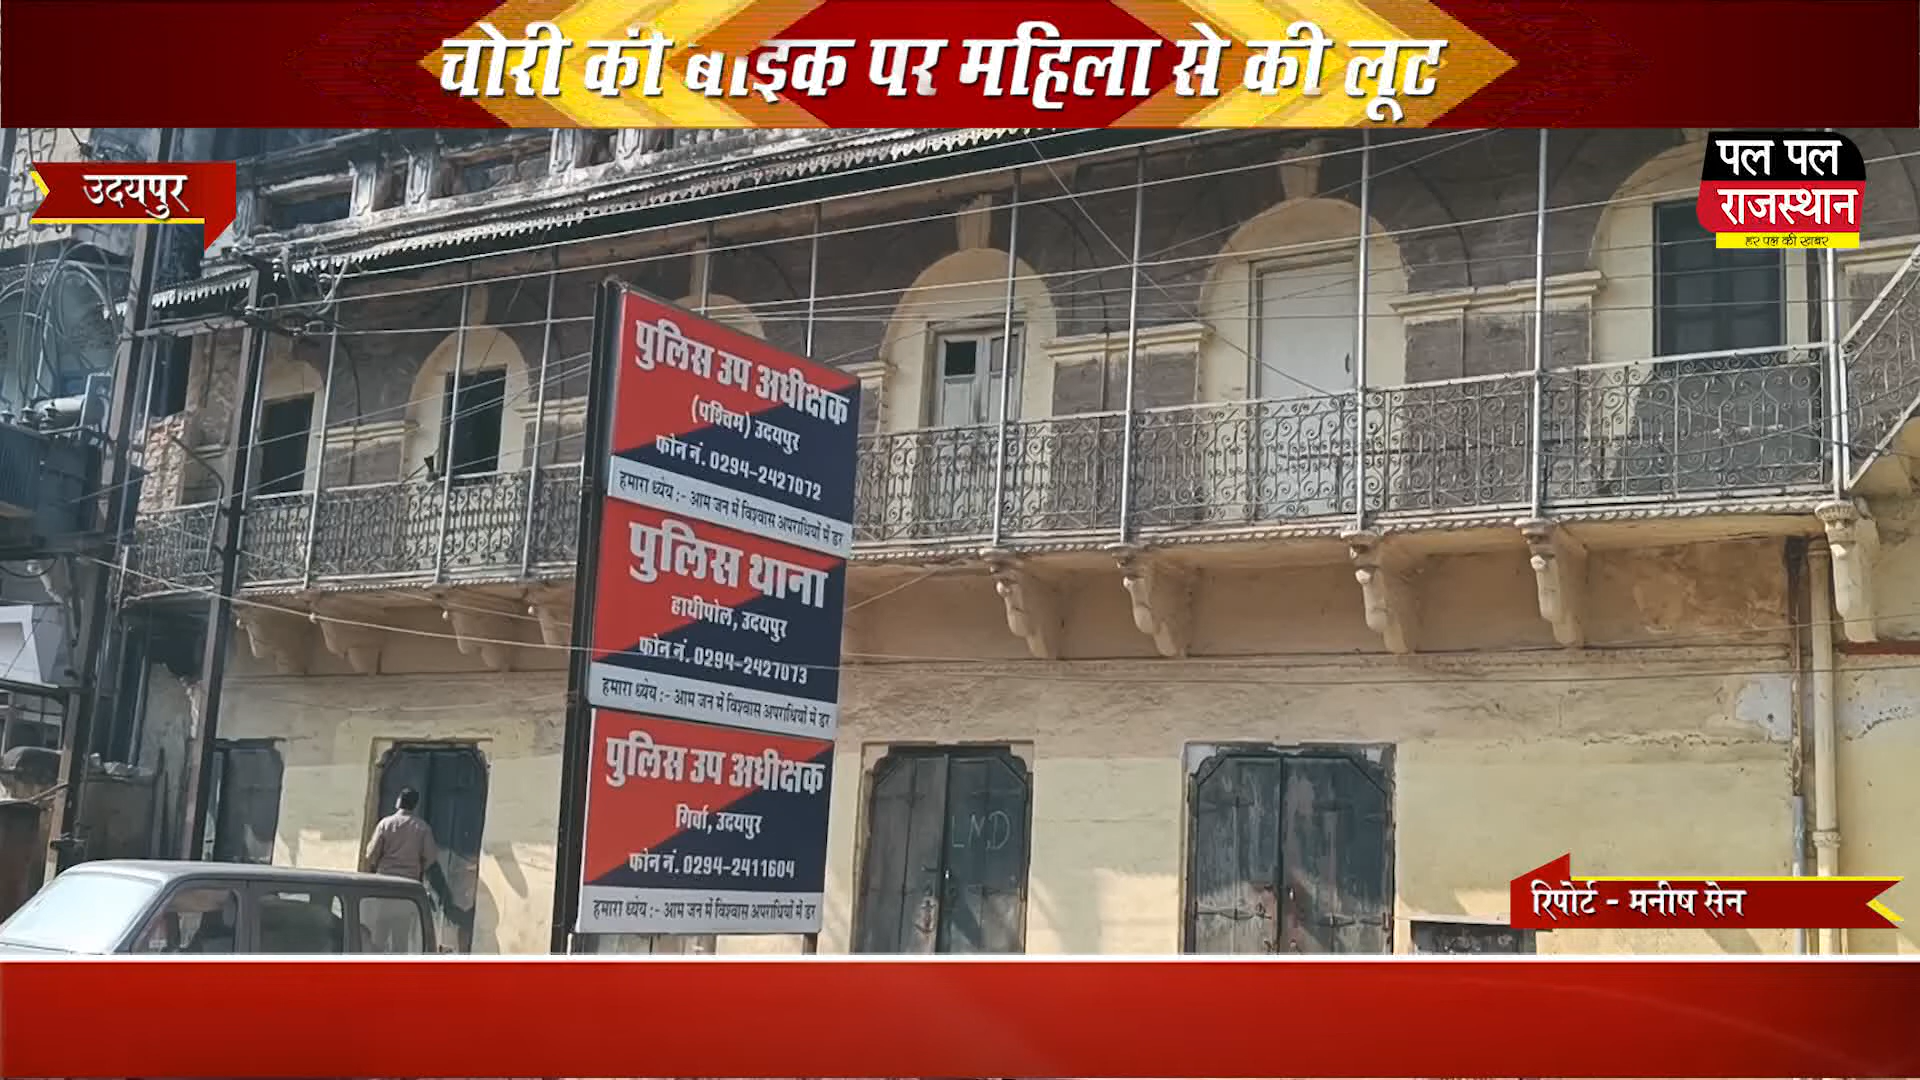 चोरी की बाइक पर महिला से की लूट
उदयपुर
पल पल
राजस्थान
हर पल की खबर
पुलिस उप अधीक्षक
(पश्चिम) उदयपुर
फोन नं. 0294-2427072
हमारा ध्येय :- आम जन में विश्वास अपराधियों में डर
पुलिस थाना
हाथीपोल, उदयपुर
फोन नं. 0294-2427073
हमारा ध्येय :- आम जन में विश्वास अपराधियों में डर
पुलिस उप अधीक्षक
गिर्वा, उदयपुर
फोन नं. 0294-2411604
हमारा ध्येय :- आम जन में विश्वास अपराधियों में डर
LMD
रिपोर्ट - मनीष सेन